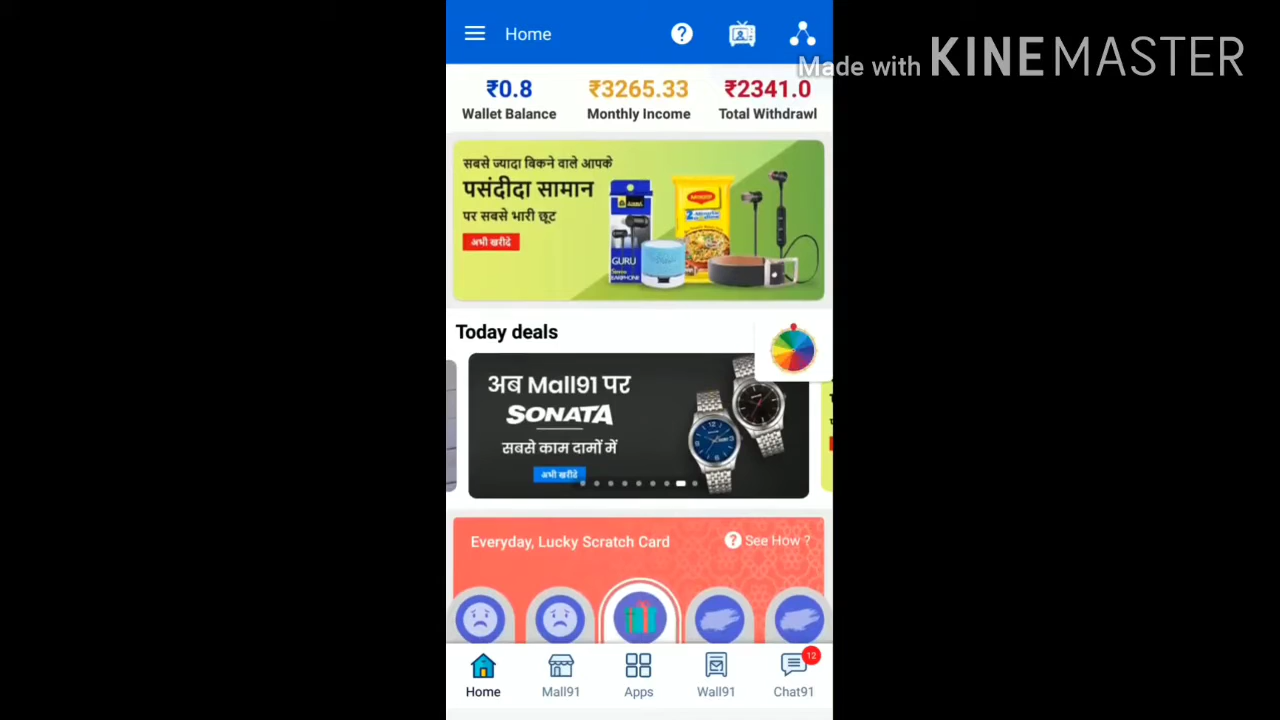 Home
Made with KINEMASTER
₹0.8
₹3265.33
₹2341.0
Wallet Balance
Monthly Income
Total Withdrawl
सबसे ज्यादा बिकने वाले आपके
पसंदीदा सामान
पर सबसे भारी छूट
अभी खरीदे
GURU
EARPHONE
Today deals
अब Mall91 पर
SONATA
सबसे काम दामों में
अभी खरीदे
Everyday, Lucky Scratch Card
See How ?
12
Home
Mall91
Apps
Wall91
Chat91